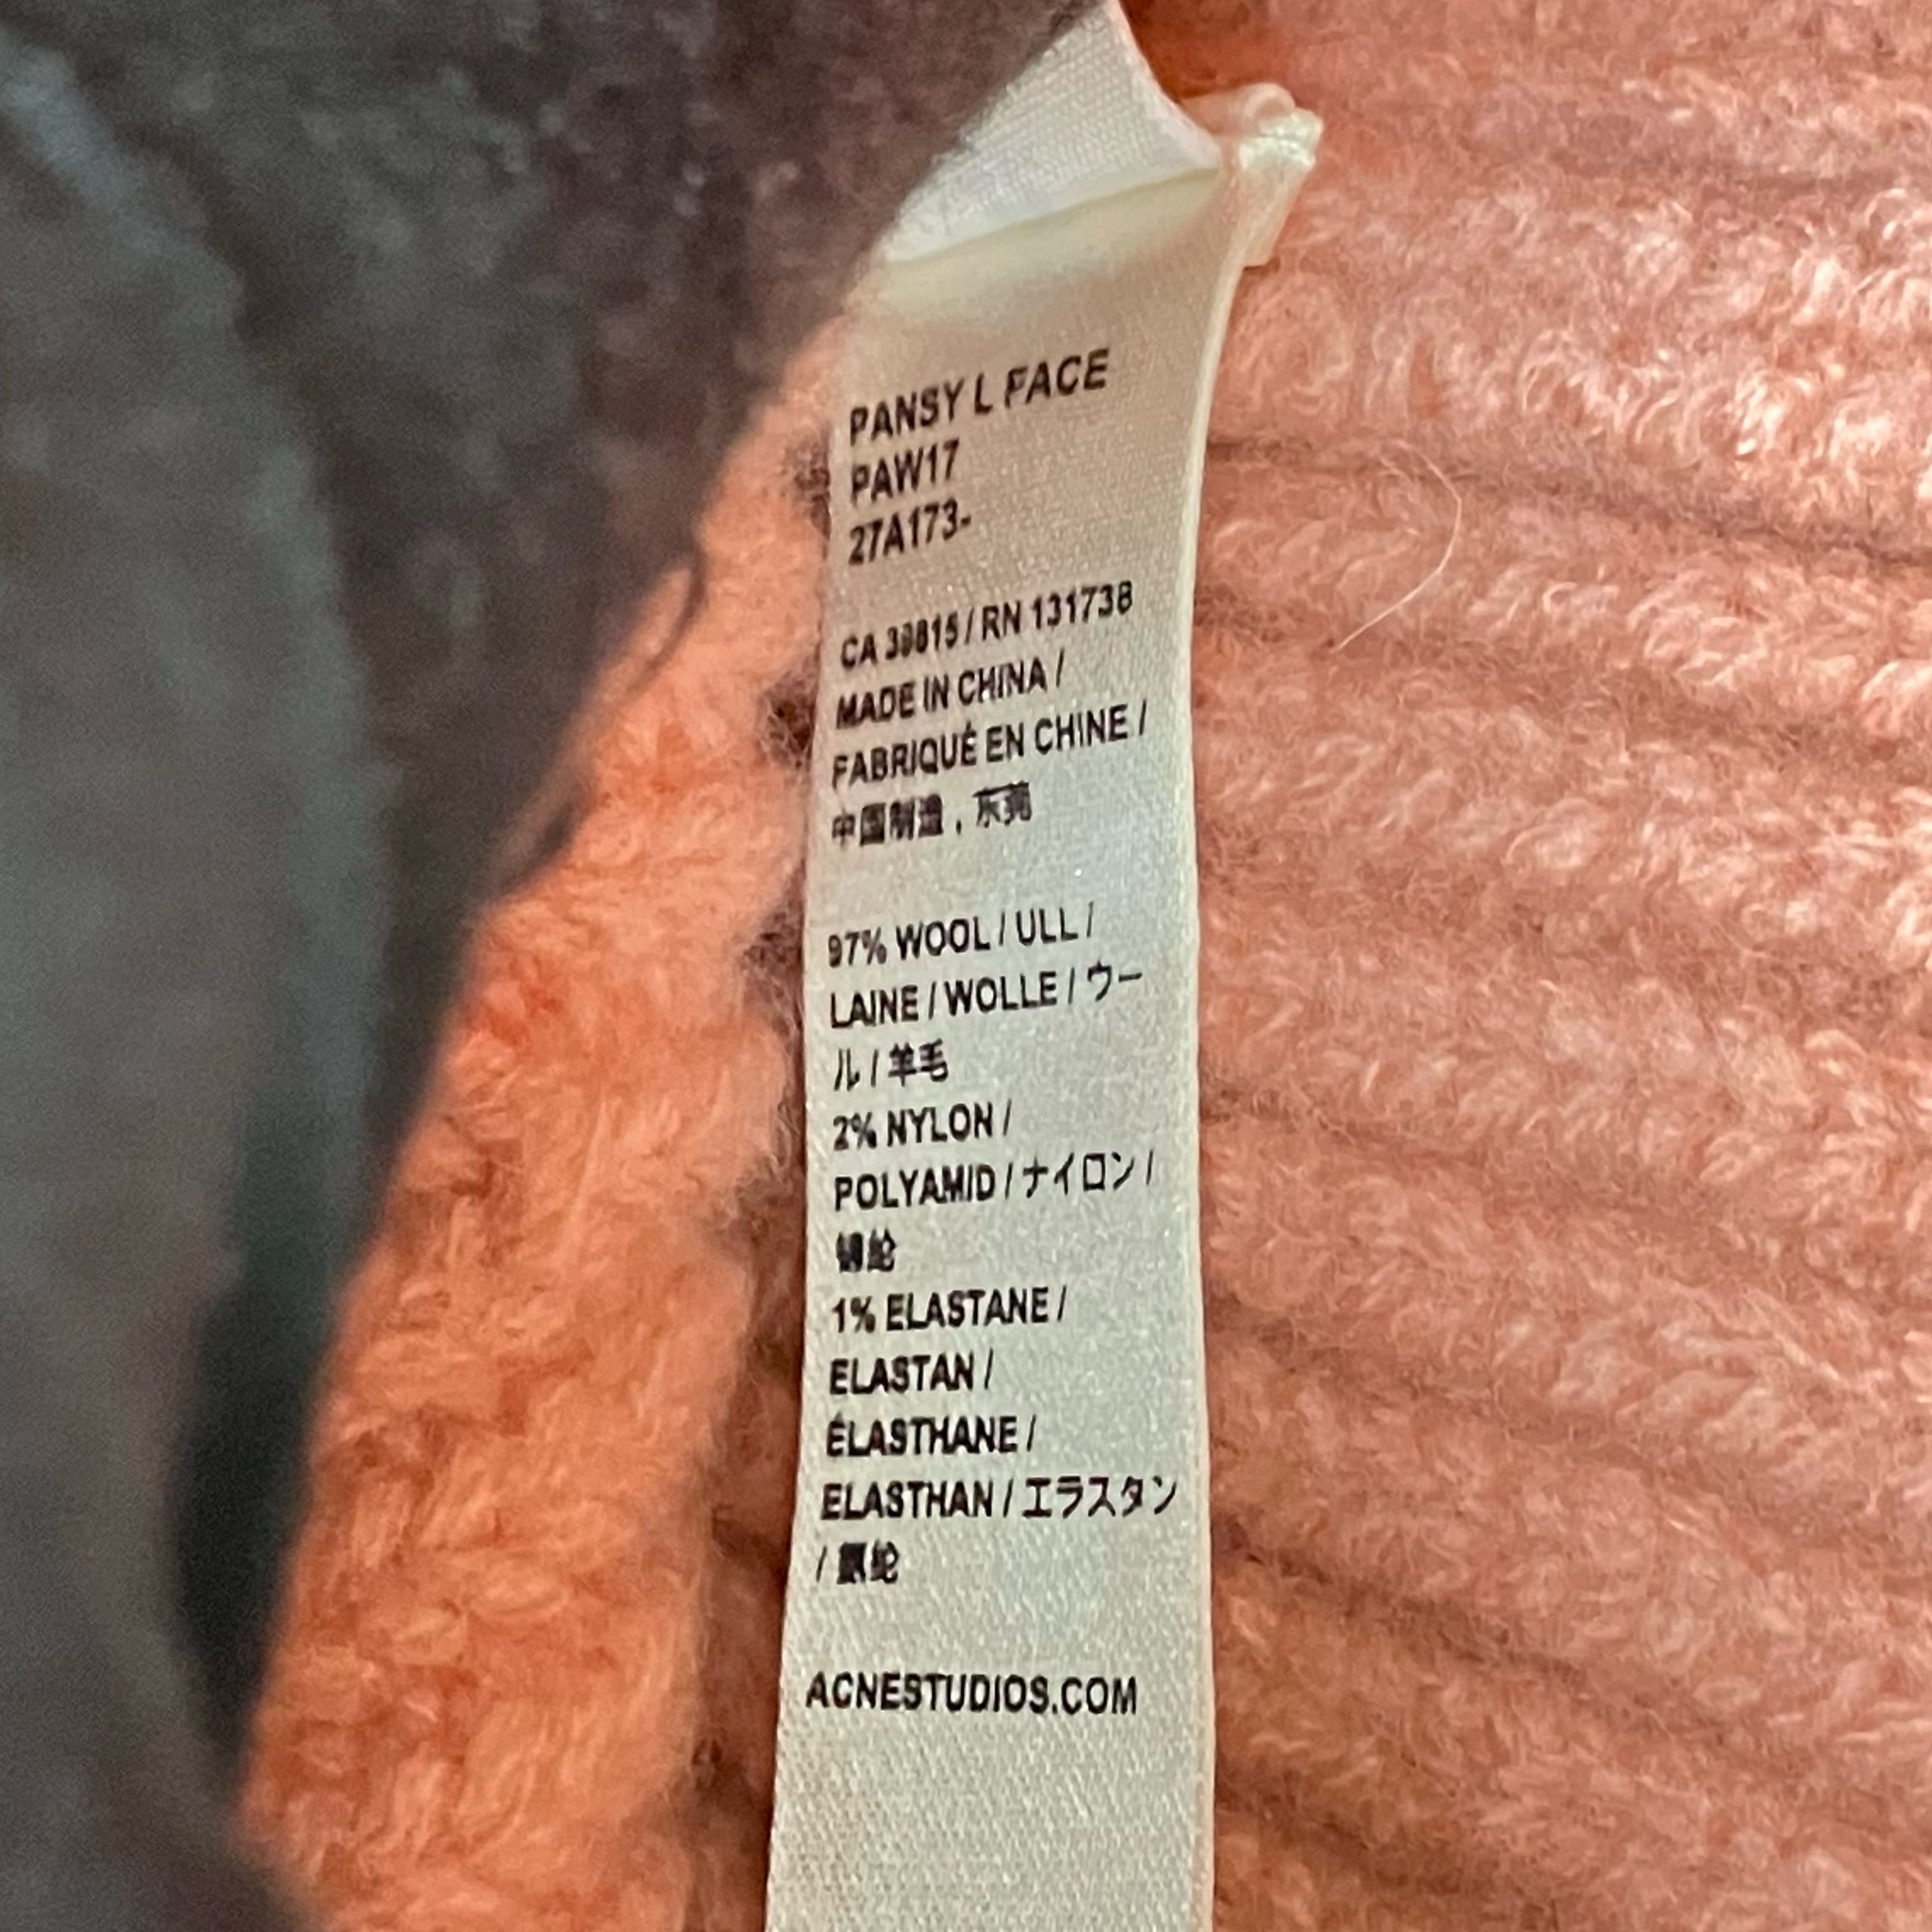 PANSY L FACE
PAW17
27A173-
CA 39815 / RN 131738
MADE IN CHINA /
FABRIQUÉ EN CHINE /
中国制造 , 东莞
97% WOOL / ULL /
LAINE / WOLLE / ウー
ル / 羊毛
2% NYLON /
POLYAMID / ナイロン /
锦纶
1% ELASTANE /
ELASTAN /
ÉLASTHANE /
ELASTHAN / エラスタン
/ 氨纶
ACNESTUDIOS.COM